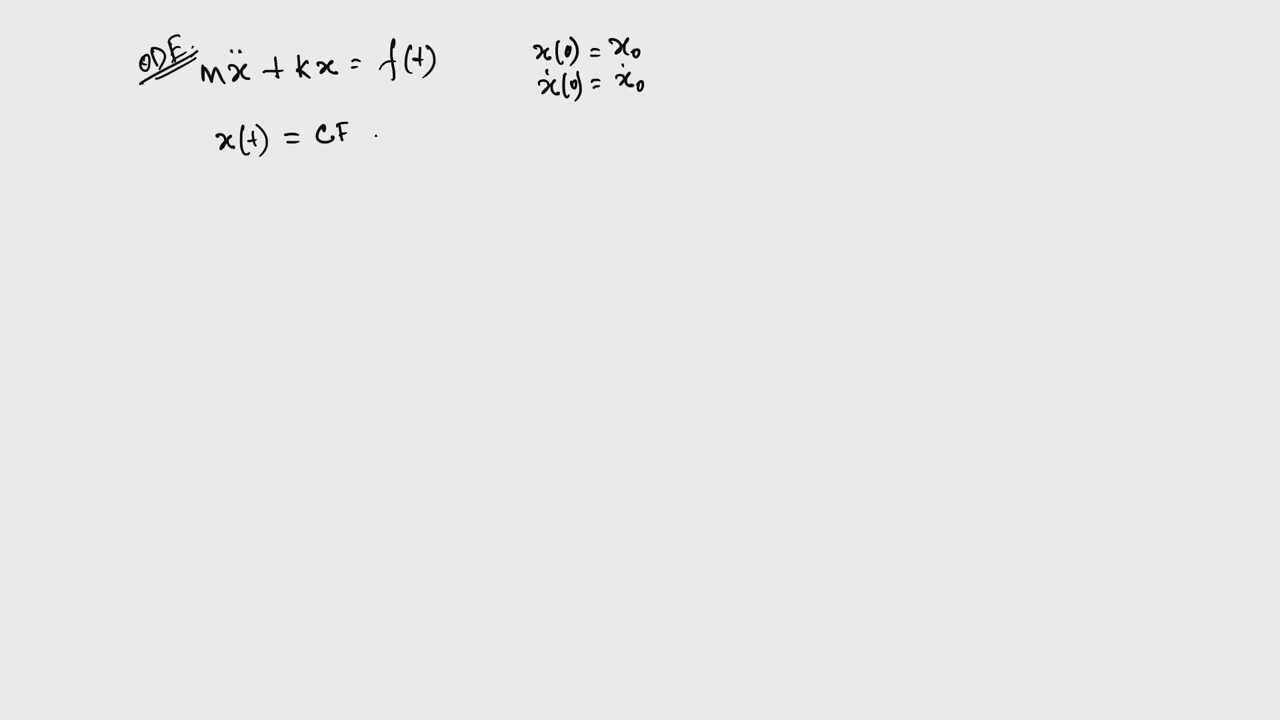 ODE: mẍ + kx = f(t)
x(0) = x₀
ẋ(0) = ẋ₀
x(t) = CF